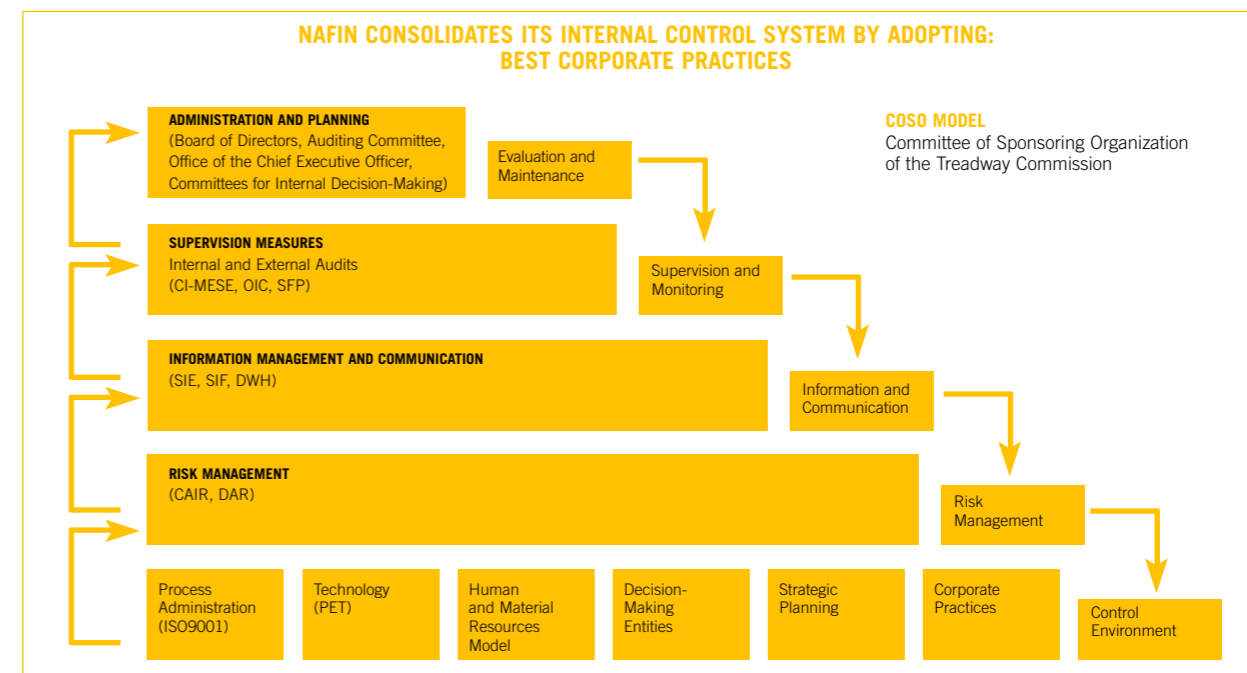 NAFIN CONSOLIDATES ITS INTERNAL CONTROL SYSTEM BY ADOPTING:
BEST CORPORATE PRACTICES
COSO MODEL
Committee of Sponsoring Organization
of the Treadway Commission
ADMINISTRATION AND PLANNING
(Board of Directors, Auditing Committee,
Office of the Chief Executive Officer,
Committees for Internal Decision-Making)
Evaluation and
Maintenance
SUPERVISION MEASURES
Internal and External Audits
(CI-MESE, OIC, SFP)
Supervision and
Monitoring
INFORMATION MANAGEMENT AND COMMUNICATION
(SIE, SIF, DWH)
Information and
Communication
RISK MANAGEMENT
(CAIR, DAR)
Risk
Management
Process
Administration
(ISO9001)
Technology
(PET)
Human
and Material
Resources
Model
Decision-
Making
Entities
Strategic
Planning
Corporate
Practices
Control
Environment